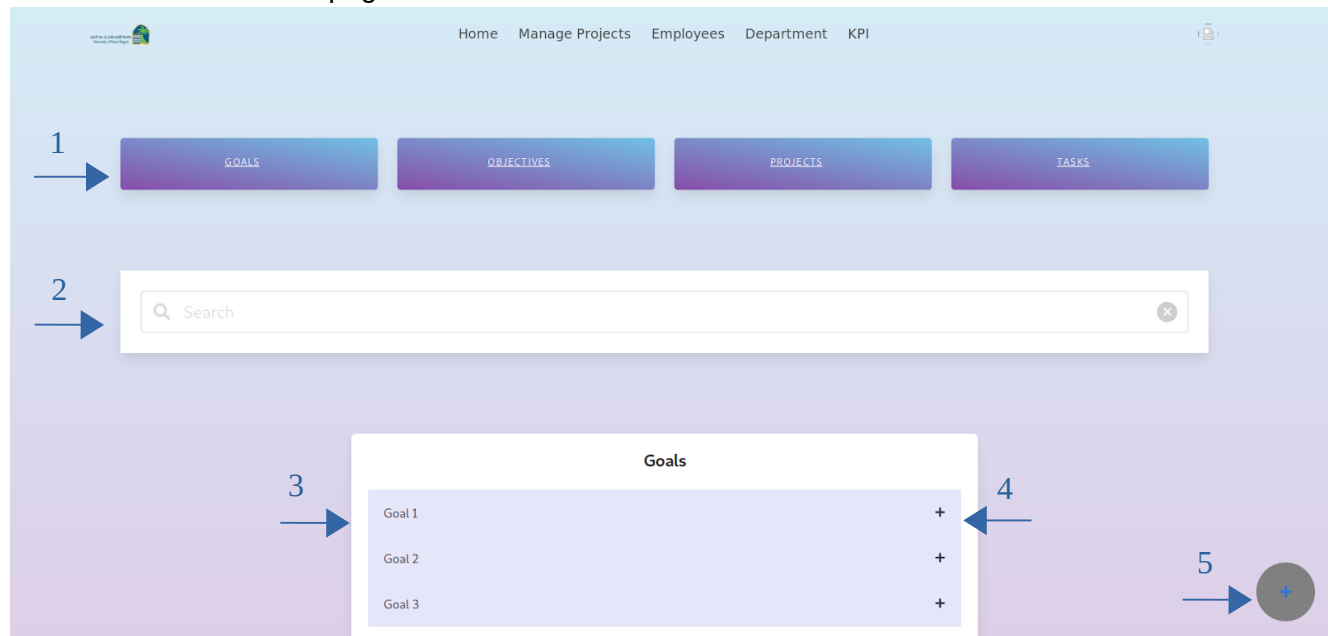 Home Manage Projects Employees Department KPI
1
GOALS OBJECTIVES PROJECTS TASKS
2
Search
Goals
3
Goal 1 +
4
Goal 2 +
5
Goal 3 +